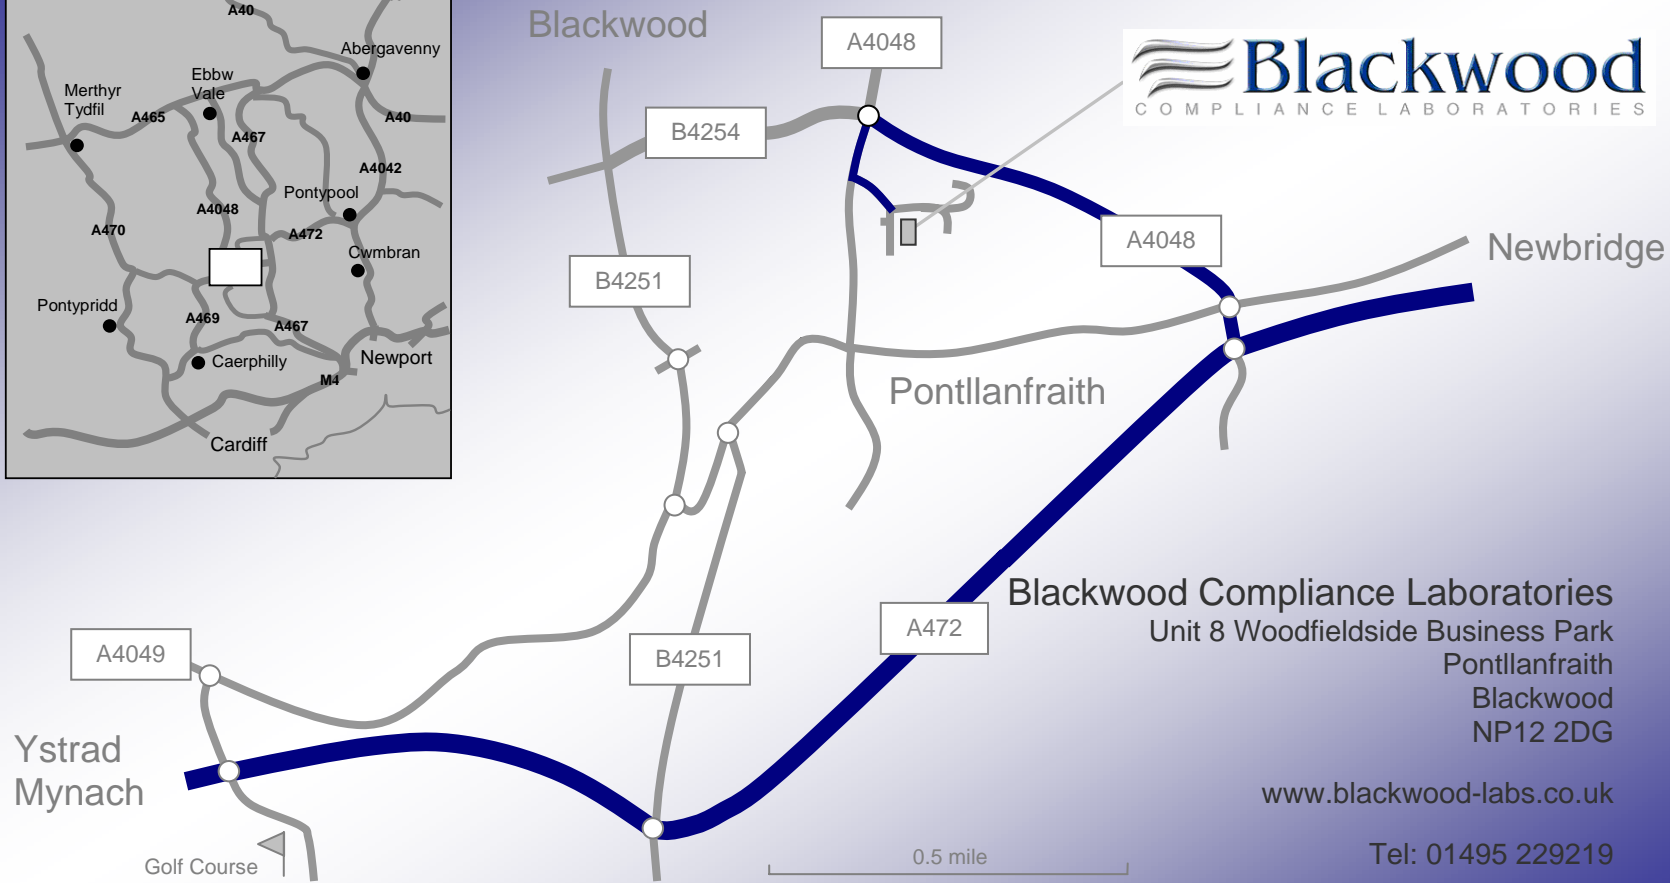 A40
Abergavenny
Ebbw
Vale
Merthyr
Tydfil
A465
A467
A40
A4042
Pontypool
A4048
A470
A472
Cwmbran
Pontypridd
A469
A467
Caerphilly
Newport
M4
Cardiff
Blackwood
A4048
Blackwood
COMPLIANCE LABORATORIES
B4254
A4048
Newbridge
B4251
Pontllanfraith
A472
B4251
A4049
Ystrad
Mynach
Golf Course
0.5 mile
Blackwood Compliance Laboratories
Unit 8 Woodfieldside Business Park
Pontllanfraith
Blackwood
NP12 2DG
www.blackwood-labs.co.uk
Tel: 01495 229219